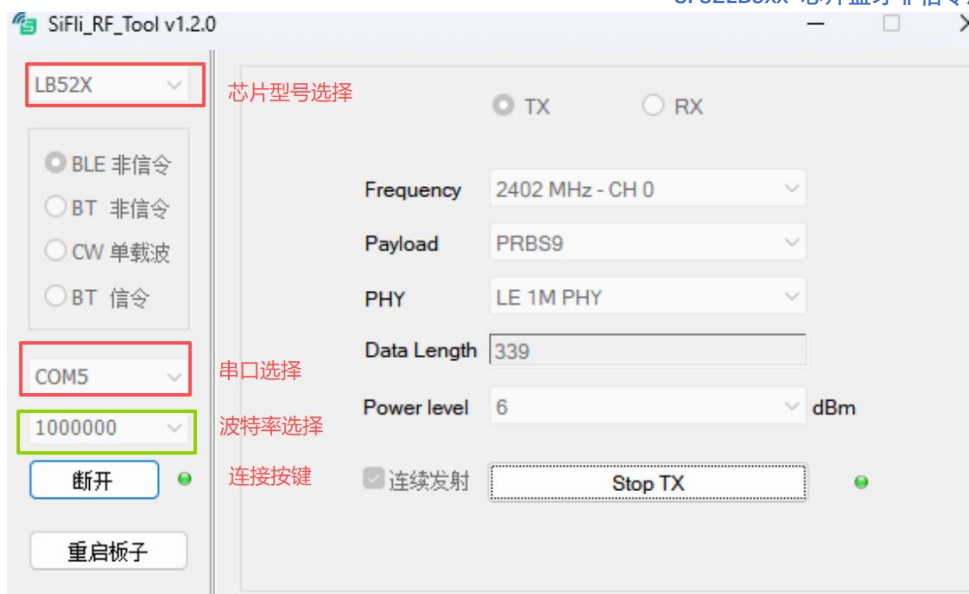 SiFli_RF_Tool v1.2.0
LB52X
芯片型号选择
TX
RX
BLE 非信令
BT 非信令
CW 单载波
BT 信令
Frequency
2402 MHz - CH 0
Payload
PRBS9
PHY
LE 1M PHY
Data Length
339
Power level
6
dBm
COM5
串口选择
1000000
波特率选择
断开
连接按键
连续发射
Stop TX
重启板子